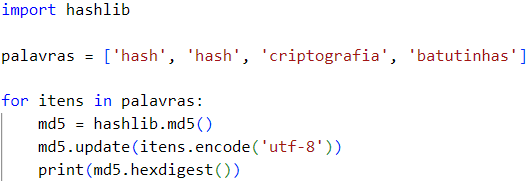 import hashlib
palavras = ['hash', 'hash', 'criptografia', 'batutinhas']
for itens in palavras:
    md5 = hashlib.md5()
    md5.update(itens.encode('utf-8'))
    print(md5.hexdigest())